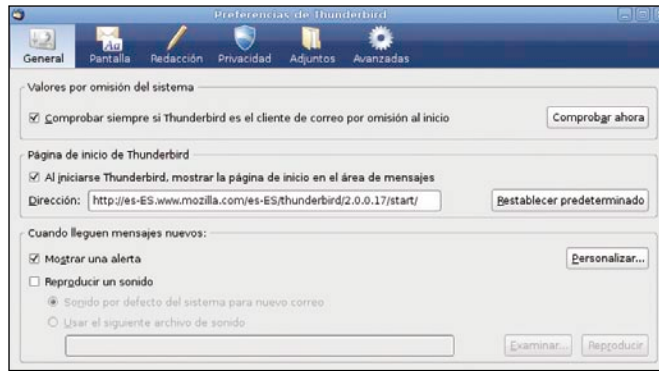 Preferencias de Thunderbird
General Pantalla Redacción Privacidad Adjuntos Avanzadas
Valores por omisión del sistema
Comprobar siempre si Thunderbird es el cliente de correo por omisión al inicio Comprobar ahora
Página de inicio de Thunderbird
Al iniciarse Thunderbird, mostrar la página de inicio en el área de mensajes
Dirección: http://es-ES.www.mozilla.com/es-ES/thunderbird/2.0.0.17/start/ Restablecer predeterminado
Cuando lleguen mensajes nuevos:
Mostrar una alerta Personalizar...
Reproducir un sonido
Sonido por defecto del sistema para nuevo correo
Usar el siguiente archivo de sonido
Examinar... Reproducir